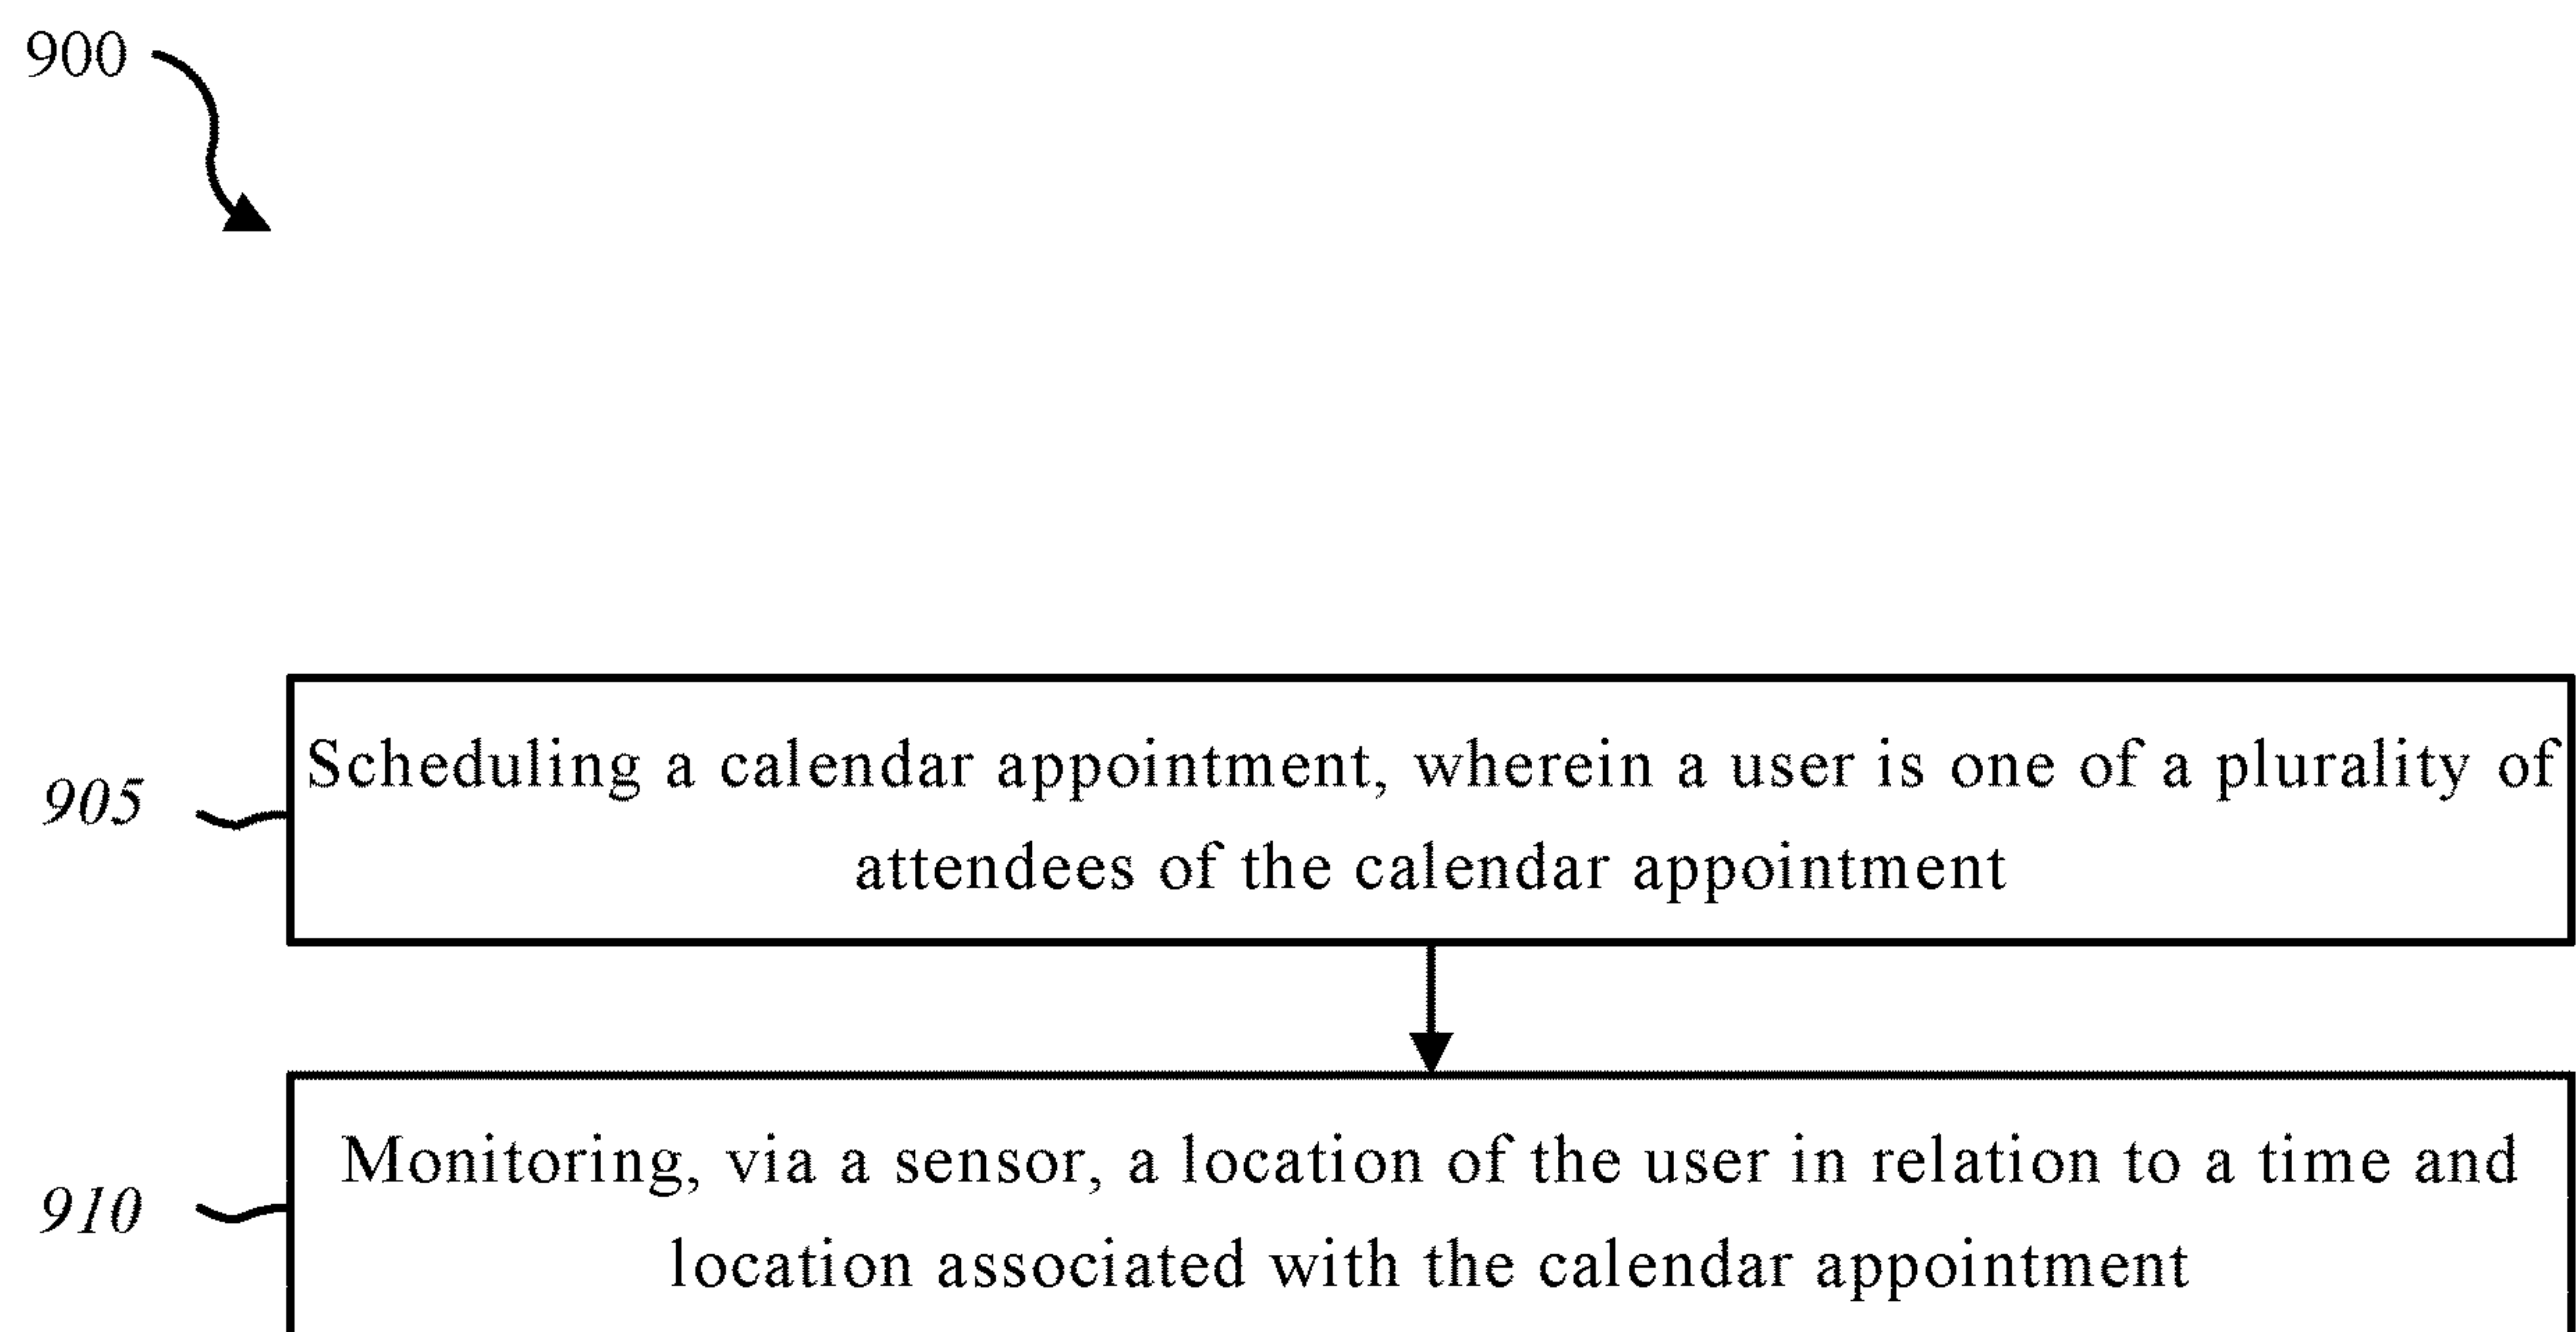 900
905
Scheduling a calendar appointment, wherein a user is one of a plurality of
attendees of the calendar appointment
910
Monitoring, via a sensor, a location of the user in relation to a time and
location associated with the calendar appointment